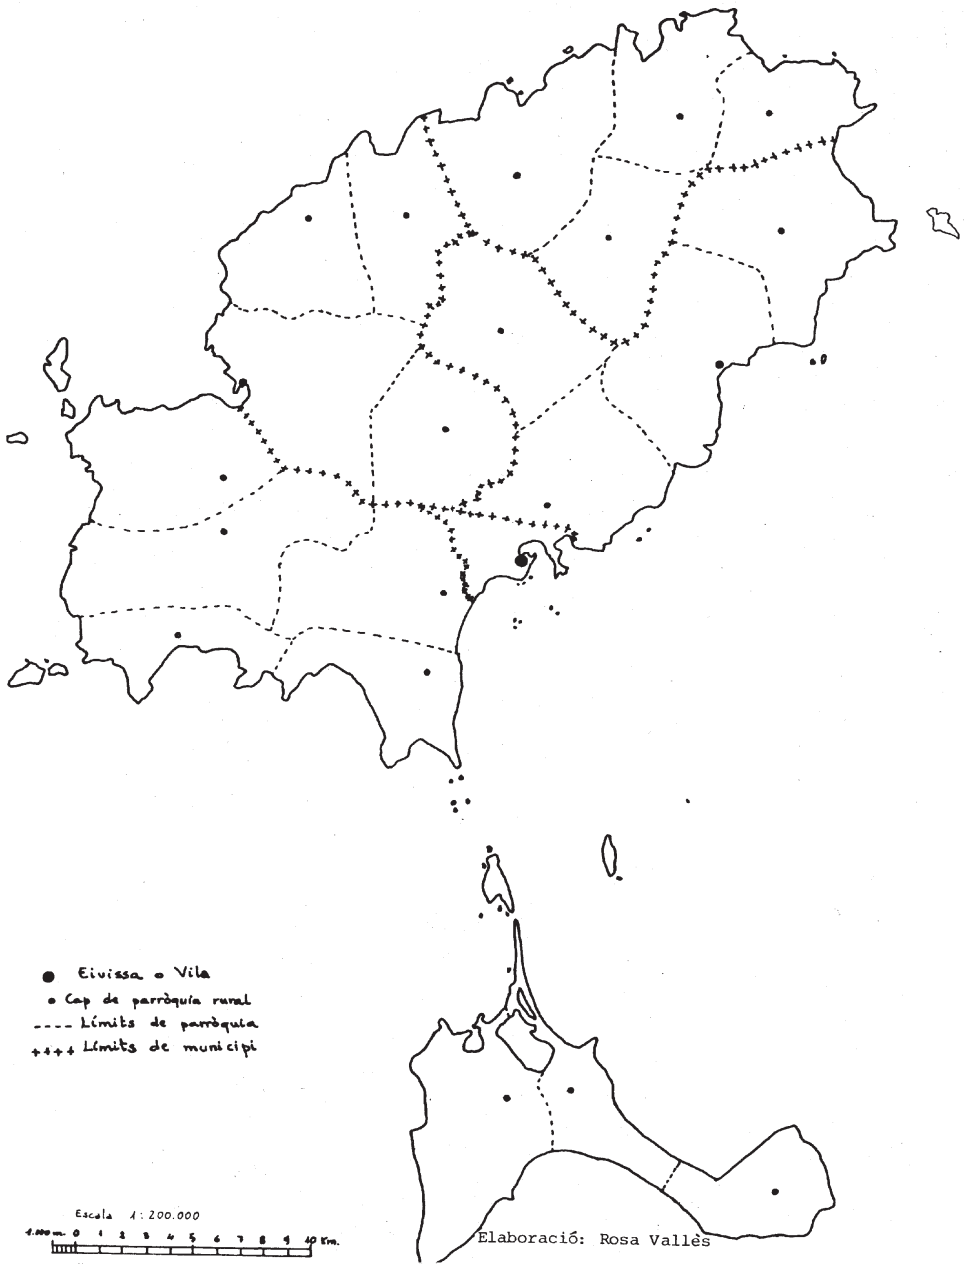 Eivissa o Vila
Cap de parròquia rural
Límits de parròquia
Límits de municipi
Escala 1:200.000
1.000 m. 0 1 2 3 4 5 6 7 8 9 10 Km.
Elaboració: Rosa Vallès